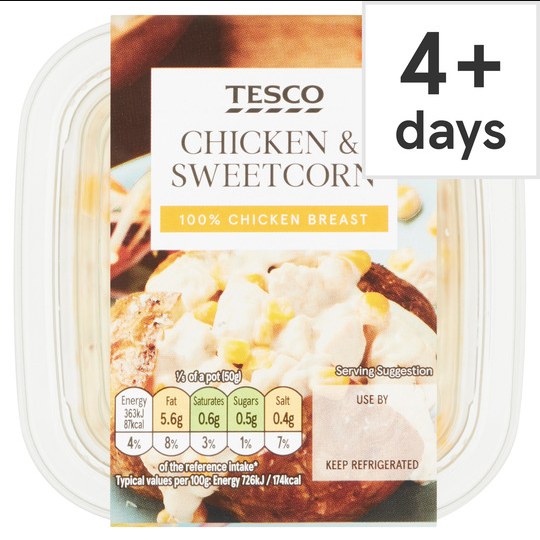 4+
days
TESCO
CHICKEN &
SWEETCORN
100% CHICKEN BREAST
⅕ of a pot (50g)
Serving Suggestion
Energy
363kJ
87kcal
4%
Fat
5.6g
8%
Saturates
0.6g
3%
Sugars
0.5g
1%
Salt
0.4g
7%
of the reference intake*
Typical values per 100g: Energy 726kJ / 174kcal
USE BY
KEEP REFRIGERATED